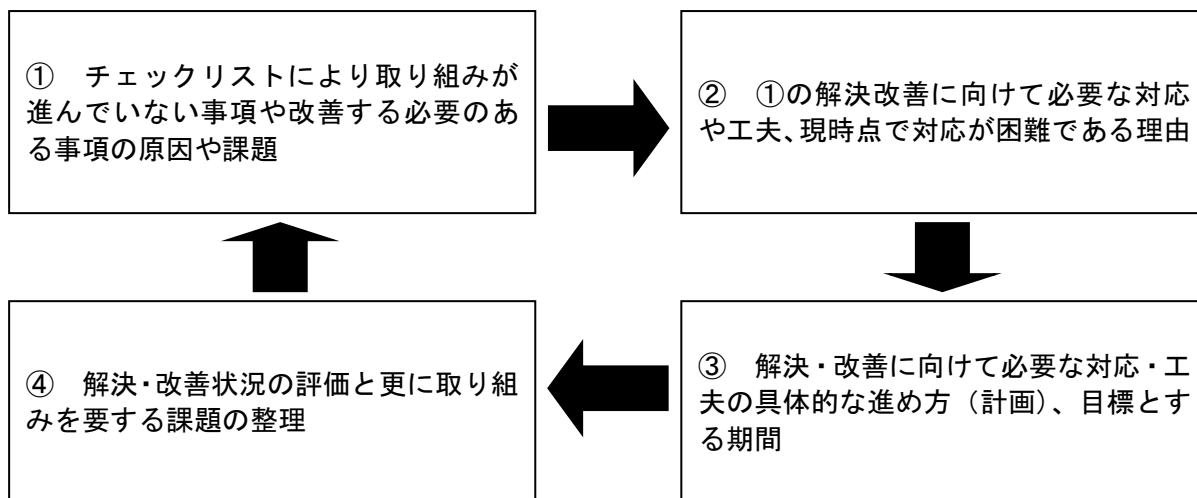 ① チェックリストにより取り組みが
進んでいない事項や改善する必要のあ
る事項の原因や課題
② ①の解決改善に向けて必要な対応
や工夫、現時点で対応が困難である理由
③ 解決・改善に向けて必要な対応・工
夫の具体的な進め方（計画）、目標とす
る期間
④ 解決・改善状況の評価と更に取り組
みを要する課題の整理